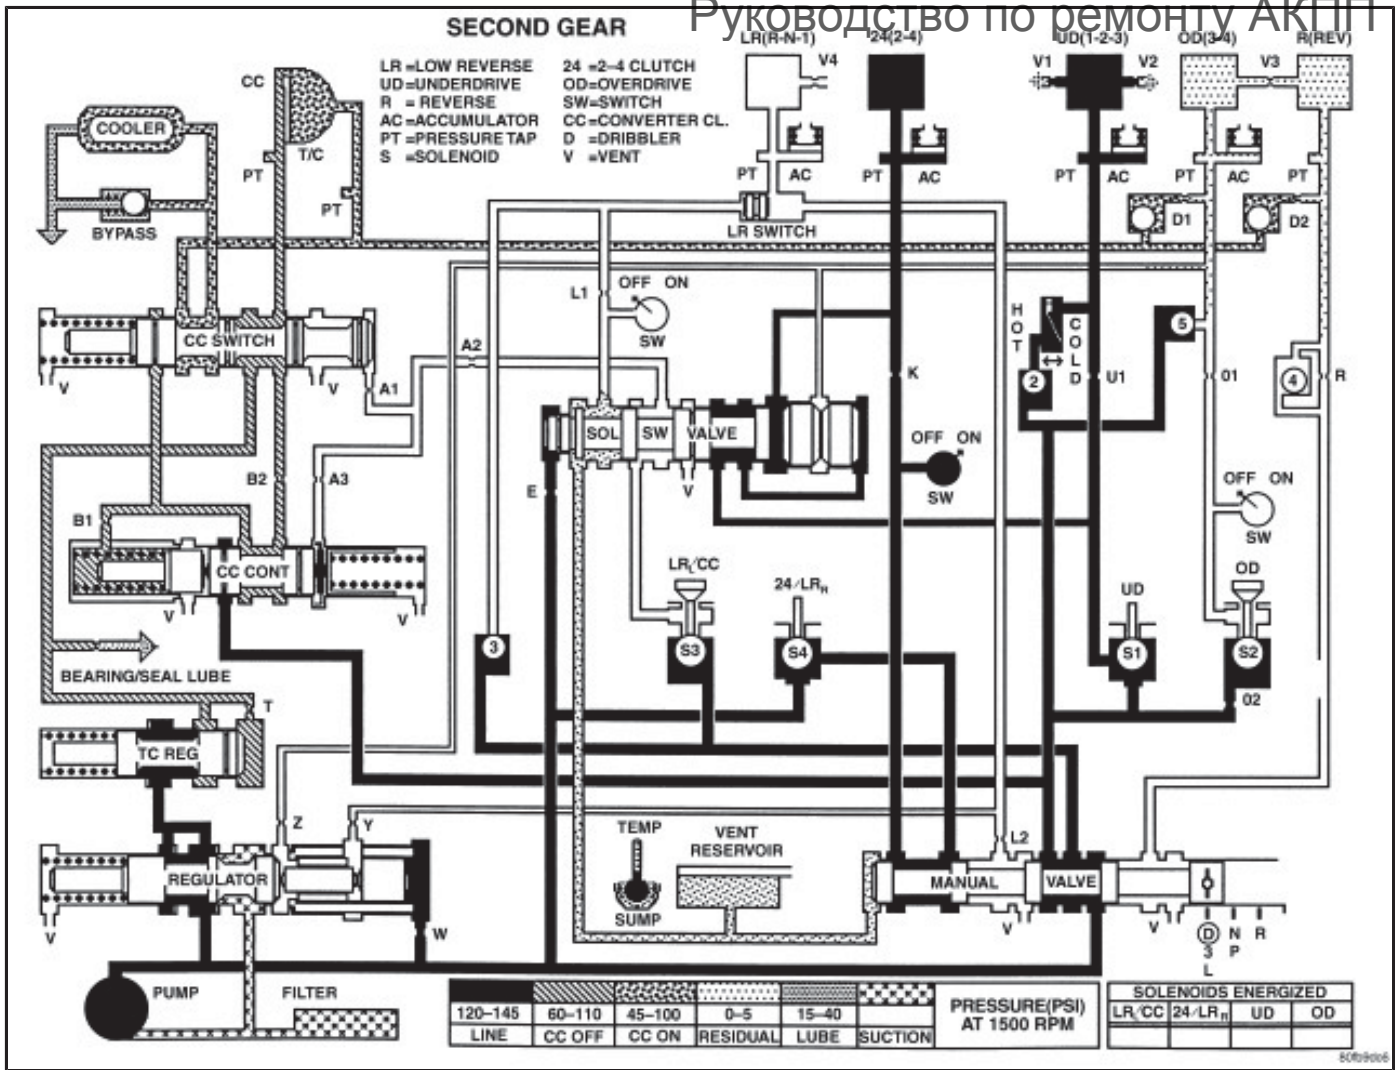 Руководство по ремонту АКПП
SECOND GEAR
LR =LOW REVERSE 24 =2–4 CLUTCH
UD=UNDERDRIVE OD=OVERDRIVE
R = REVERSE SW=SWITCH
AC=ACCUMULATOR CC=CONVERTER CL.
PT =PRESSURE TAP D =DRIBBLER
S =SOLENOID V =VENT
LR(R-N-1) 24(2-4) UD(1-2-3) OD(3-4) R(REV)
V4 V1 V2 V3
CC
COOLER
T/C
PT
PT AC PT AC PT AC PT AC PT
PT
BYPASS
LR SWITCH
D1 D2
L1
OFF ON
SW
HOT
COLD
5
CC SWITCH
A2
V V A1
K
2
U1
O1
4
R
SOL SW VALVE
OFF ON
SW
B2 A3
E
V
OFF ON
SW
B1
CC CONT
V V
LR/CC
24/LRR
UD
OD
3
S3
S4
S1
S2
BEARING/SEAL LUBE
O2
T
TC REG
Z Y
TEMP
VENT
RESERVOIR
L2
REGULATOR
MANUAL VALVE
SUMP
V
W
V V
D N R
3 P
L
PUMP
FILTER
120–145 60–110 45–100 0–5 15–40
LINE CC OFF CC ON RESIDUAL LUBE SUCTION
PRESSURE(PSI)
AT 1500 RPM
SOLENOIDS ENERGIZED
LR/CC 24/LRR UD OD
80fb9dc6